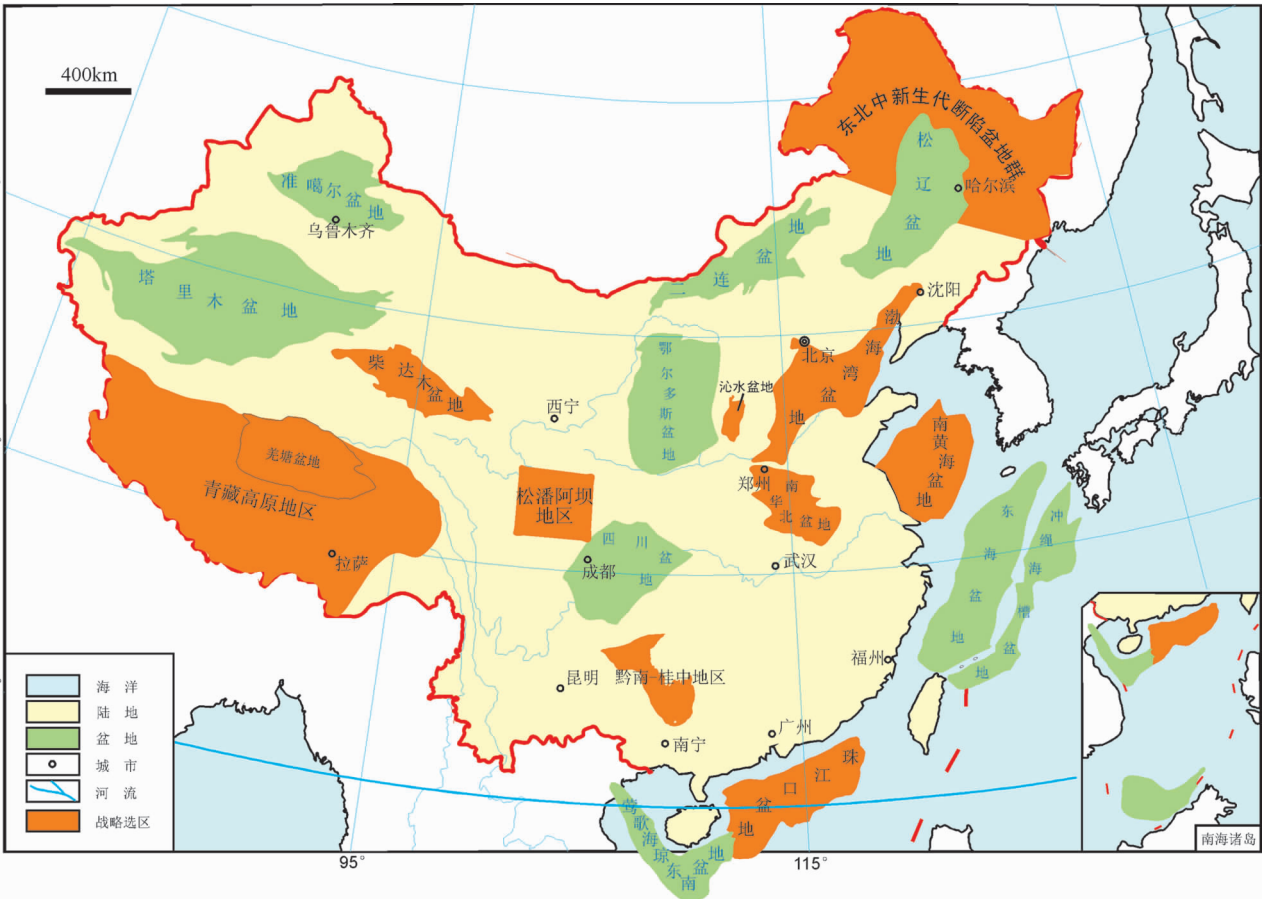 400km
东北中新生代断陷盆地群
松辽盆地
哈尔滨
准噶尔盆地
乌鲁木齐
塔里木盆地
二连盆地
沈阳
渤海湾盆地
北京
鄂尔多斯盆地
沁水盆地
柴达木盆地
西宁
羌塘盆地
青藏高原地区
拉萨
松潘阿坝
地区
郑州
南华北盆地
南黄海盆地
四川盆地
成都
武汉
东海盆地
冲绳海槽盆地
福州
昆明
黔南-桂中地区
南宁
广州
珠江口盆地
莺歌海琼东南盆地
海洋
陆地
盆地
城市
河流
战略选区
南海诸岛
95°
115°